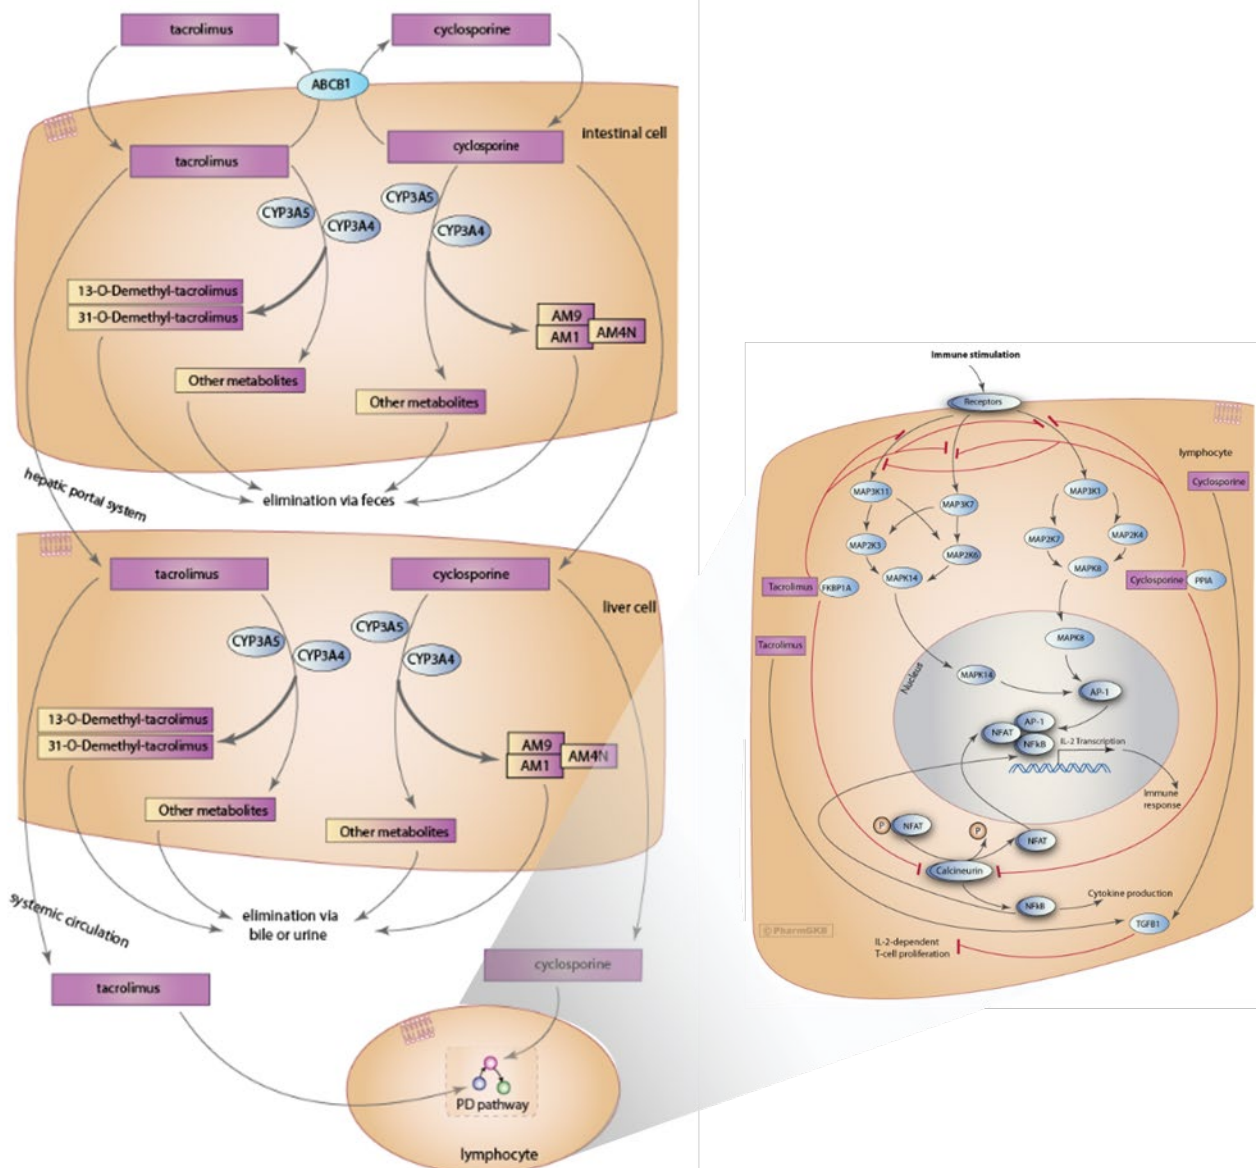 tacrolimus
cyclosporine
ABCB1
intestinal cell
tacrolimus
cyclosporine
CYP3A5
CYP3A4
CYP3A5
CYP3A4
13-O-Demethyl-tacrolimus
31-O-Demethyl-tacrolimus
AM9
AM1
AM4N
Other metabolites
Other metabolites
hepatic portal system
elimination via feces
tacrolimus
cyclosporine
liver cell
CYP3A5
CYP3A4
CYP3A5
CYP3A4
13-O-Demethyl-tacrolimus
31-O-Demethyl-tacrolimus
AM9
AM1
AM4N
Other metabolites
Other metabolites
systemic circulation
elimination via
bile or urine
tacrolimus
cyclosporine
PD pathway
lymphocyte
Immune stimulation
Receptors
lymphocyte
Cyclosporine
MAP3K11
MAP3K7
MAP3K1
MAP2K3
MAP2K6
MAP2K7
MAP2K4
MAPK14
MAPK8
Tacrolimus
FKBP1A
Cyclosporine
PPIA
Tacrolimus
MAPK8
Nucleus
MAPK14
AP-1
AP-1
NFAT
NFkB
IL-2 Transcription
Immune
response
P
NFAT
P
NFAT
Calcineurin
NFkB
Cytokine production
TGFB1
© PharmGKB
IL-2-dependent
T-cell proliferation